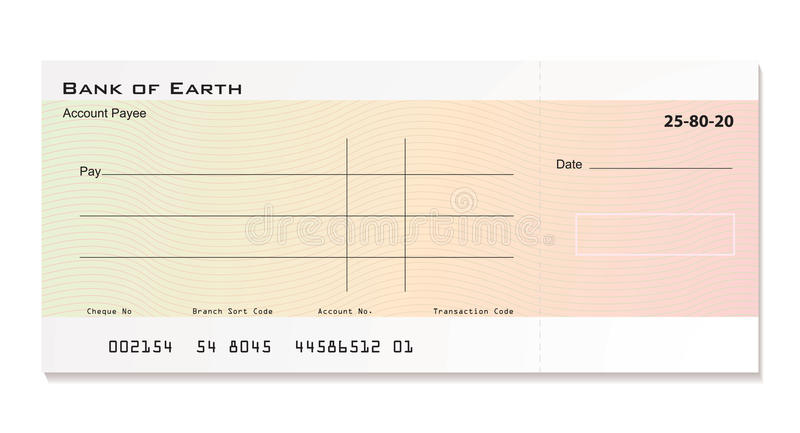 BANK OF EARTH
Account Payee
25-80-20
Pay
Date
dreamstime
Cheque No Branch Sort Code Account No. Transaction Code
002154 54 8045 44586512 01